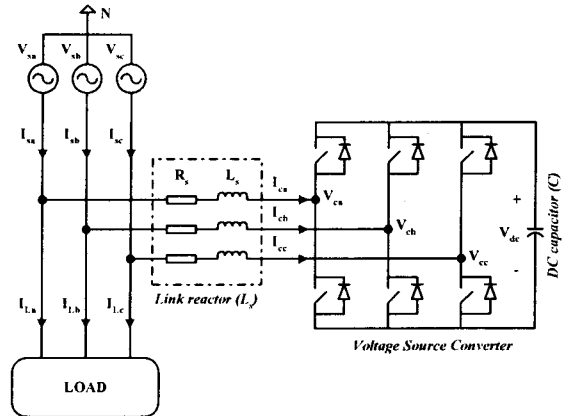 N
V_sa V_sb V_sc
I_sa I_sb I_sc
R_s L_s
I_ca
I_cb
I_cc
V_ca
V_cb
V_cc
+
V_dc
-
DC capacitor (C)
Link reactor (L_s)
I_La I_Lb I_Lc
Voltage Source Converter
LOAD